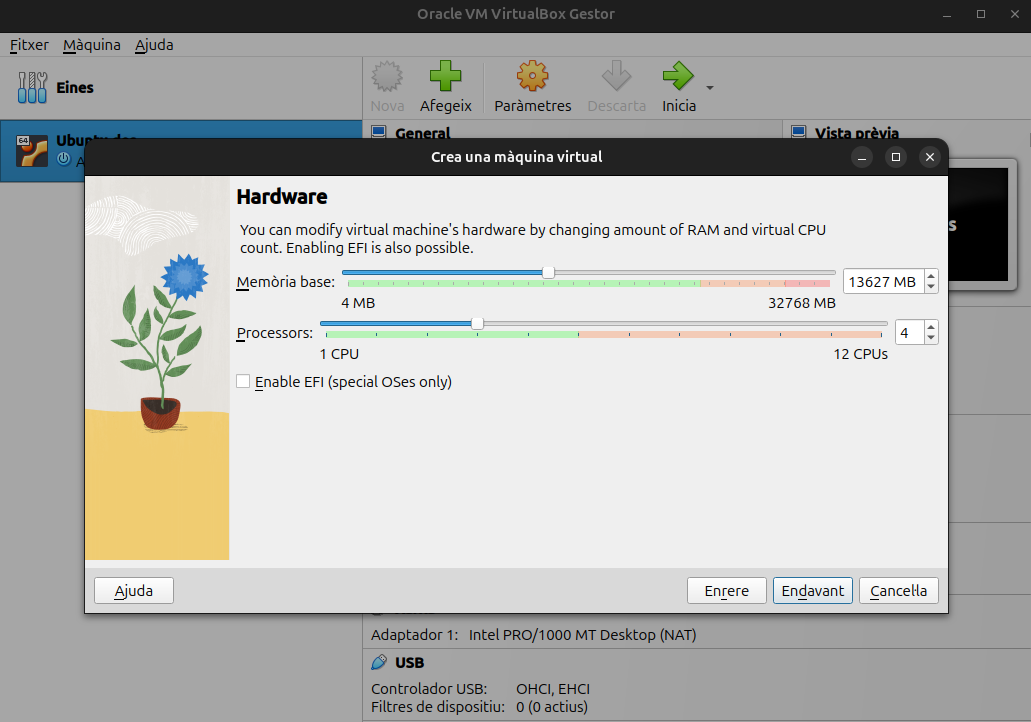 Oracle VM VirtualBox Gestor
Fitxer Màquina Ajuda
Eines
Nova Afegeix Paràmetres Descarta Inicia
64
General
Vista prèvia
Crea una màquina virtual
Hardware
You can modify virtual machine's hardware by changing amount of RAM and virtual CPU
count. Enabling EFI is also possible.
Memòria base: 13627 MB
4 MB 32768 MB
Processors: 4
1 CPU 12 CPUs
Enable EFI (special OSes only)
Ajuda Enrere Endavant Cancel·la
Adaptador 1: Intel PRO/1000 MT Desktop (NAT)
USB
Controlador USB: OHCI, EHCI
Filtres de dispositiu: 0 (0 actius)